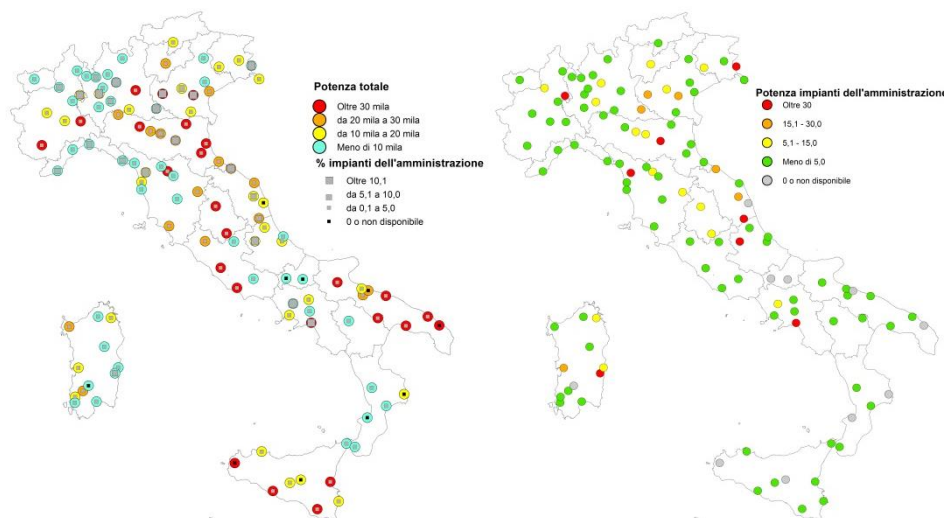 Potenza totale
Oltre 30 mila
da 20 mila a 30 mila
da 10 mila a 20 mila
Meno di 10 mila
% impianti dell'amministrazione
Oltre 10,1
da 5,1 a 10,0
da 0,1 a 5,0
0 o non disponibile
Potenza impianti dell'amministrazione
Oltre 30
15,1 - 30,0
5,1 - 15,0
Meno di 5,0
0 o non disponibile